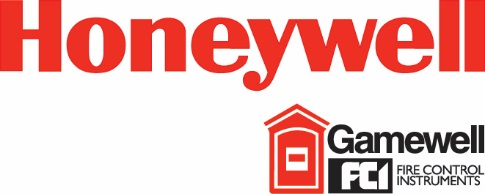 Honeywell
Gamewell
FCI FIRE CONTROL
INSTRUMENTS